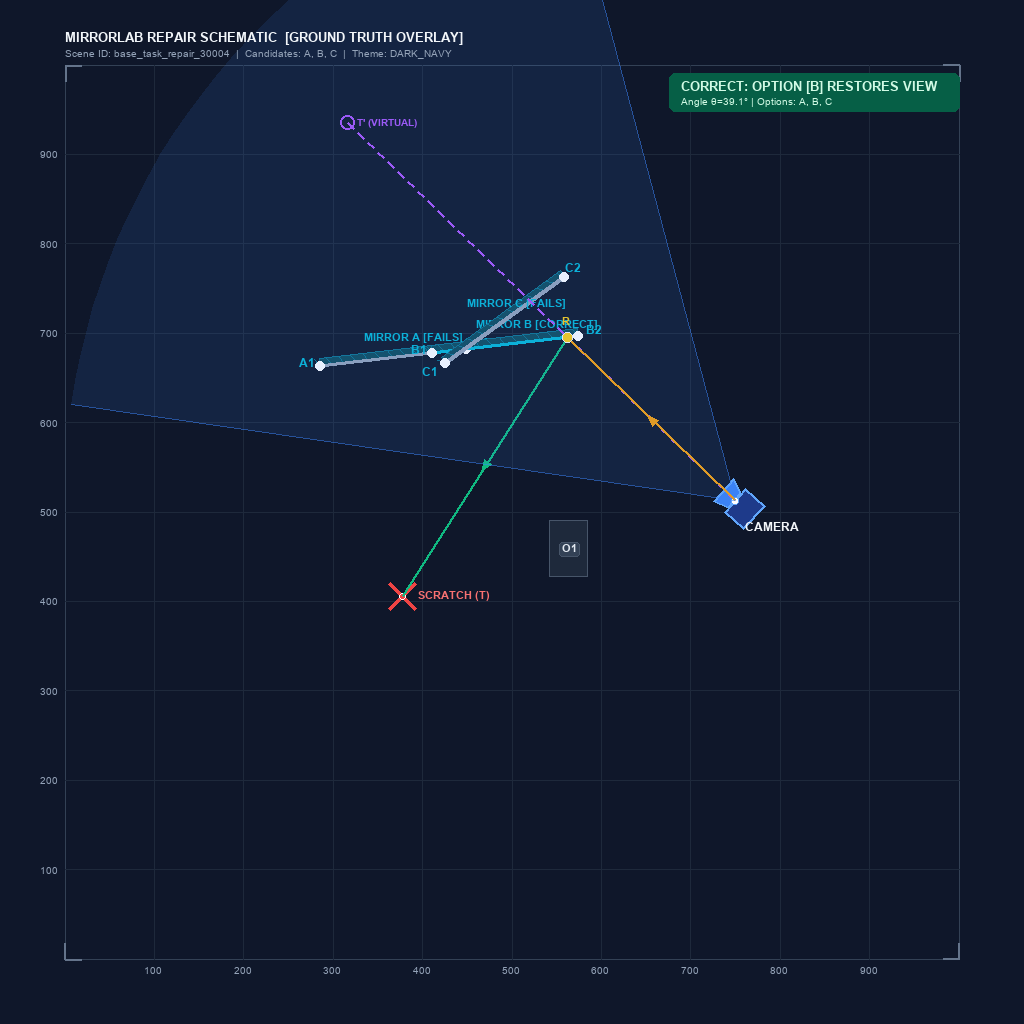 MIRRORLAB REPAIR SCHEMATIC [GROUND TRUTH OVERLAY]
Scene ID: base_task_repair_30004 | Candidates: A, B, C | Theme: DARK_NAVY
CORRECT: OPTION [B] RESTORES VIEW
Angle θ=39.1° | Options: A, B, C
T' (VIRTUAL)
900
800
C2
MIRROR C [FAILS]
R
MIRROR B [CORRECT]
B2
700
MIRROR A [FAILS]
B1
A1
C1
600
500
CAMERA
O1
SCRATCH (T)
400
300
200
100
100 200 300 400 500 600 700 800 900